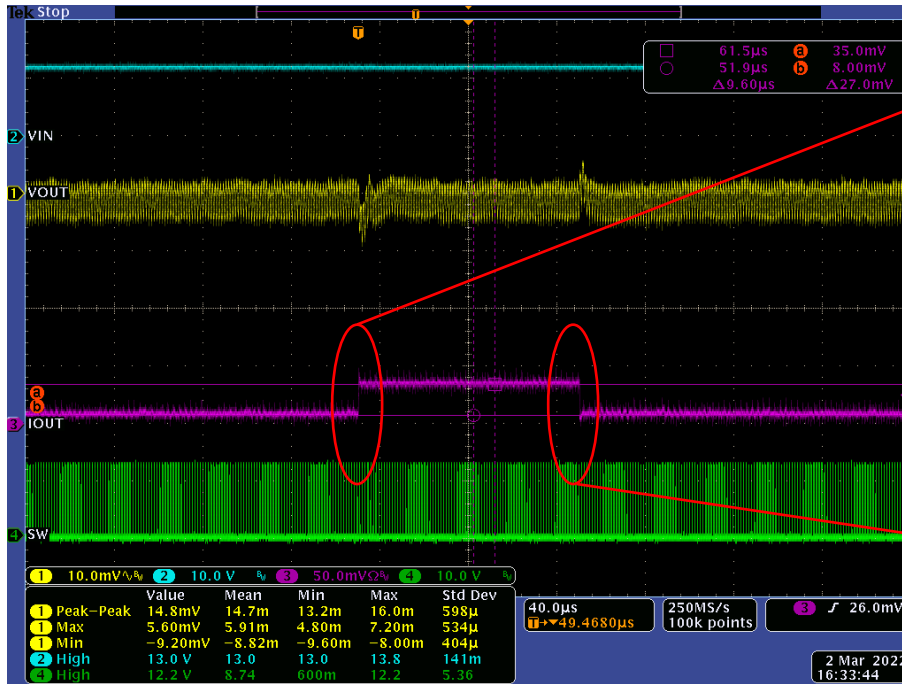 Tek Stop
T
T
61.5µs a 35.0mV
51.9µs b 8.00mV
Δ9.60µs Δ27.0mV
2 VIN
1 VOUT
a
b
3 IOUT
4 SW
1 10.0mV∿BW 2 10.0 V BW 3 50.0mVΩBW 4 10.0 V BW
Value Mean Min Max Std Dev
1 Peak-Peak 14.8mV 14.7m 13.2m 16.0m 598µ
1 Max 5.60mV 5.91m 4.80m 7.20m 534µ
1 Min -9.20mV -8.82m -9.60m -8.00m 404µ
2 High 13.0 V 13.0 13.0 13.8 141m
4 High 12.2 V 8.74 600m 12.2 5.36
40.0µs
T→▼49.4680µs
250MS/s
100k points
3 ƒ 26.0mV
2 Mar 2022
16:33:44